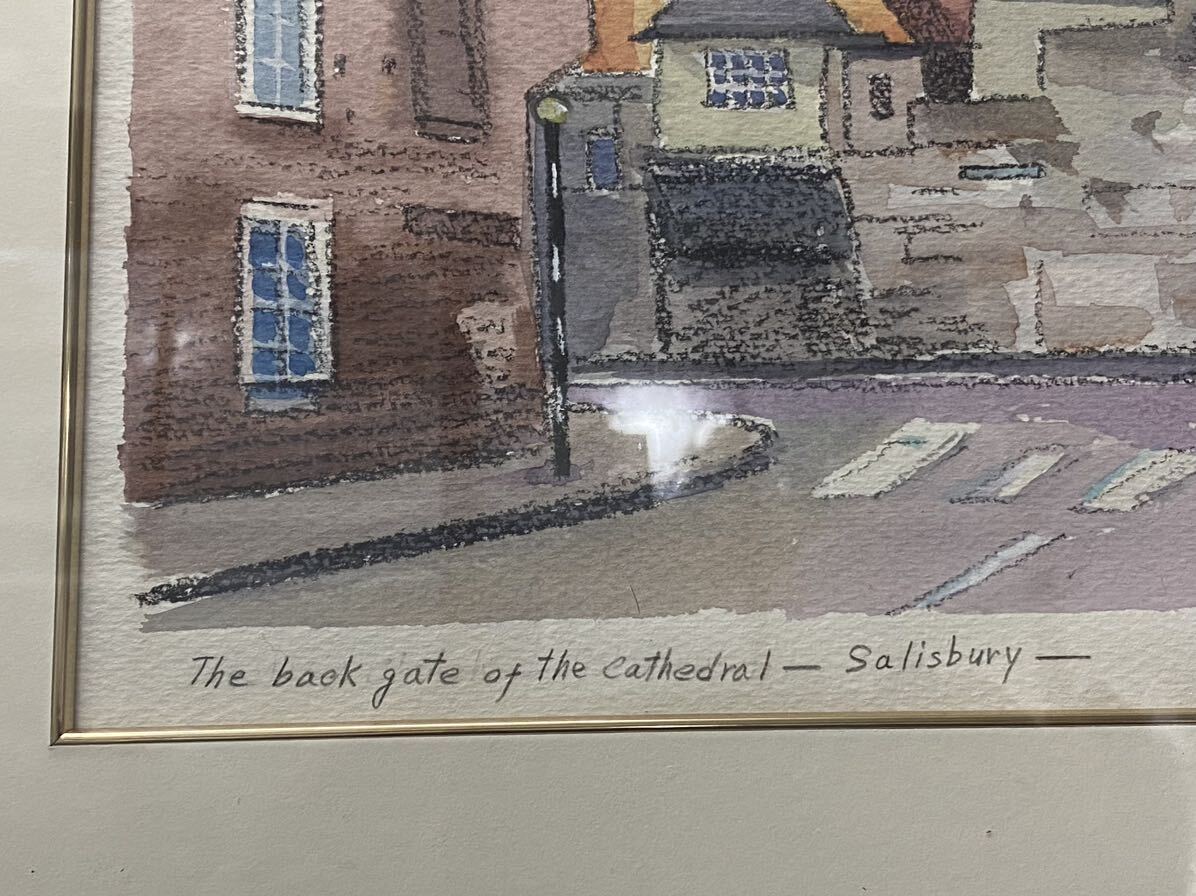 The back gate of the Cathedral — Salisbury —